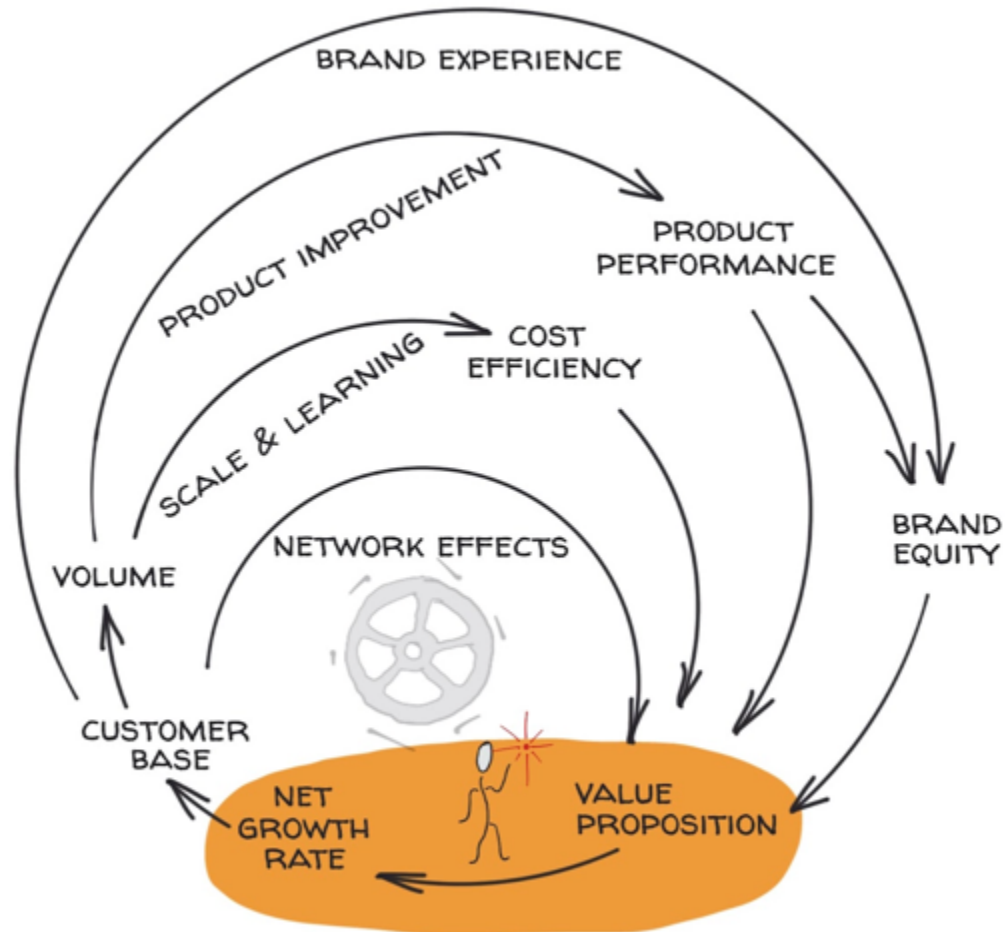 BRAND EXPERIENCE
PRODUCT IMPROVEMENT
PRODUCT
PERFORMANCE
SCALE & LEARNING
COST
EFFICIENCY
NETWORK EFFECTS
BRAND
EQUITY
VOLUME
CUSTOMER
BASE
NET
GROWTH
RATE
VALUE
PROPOSITION